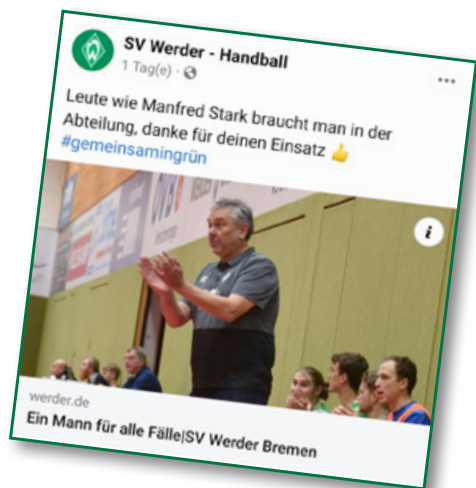 SV Werder - Handball
1 Tag(e) ·
Leute wie Manfred Stark braucht man in der
Abteilung, danke für deinen Einsatz 👍
#gemeinsamingrün
werder.de
Ein Mann für alle Fälle|SV Werder Bremen